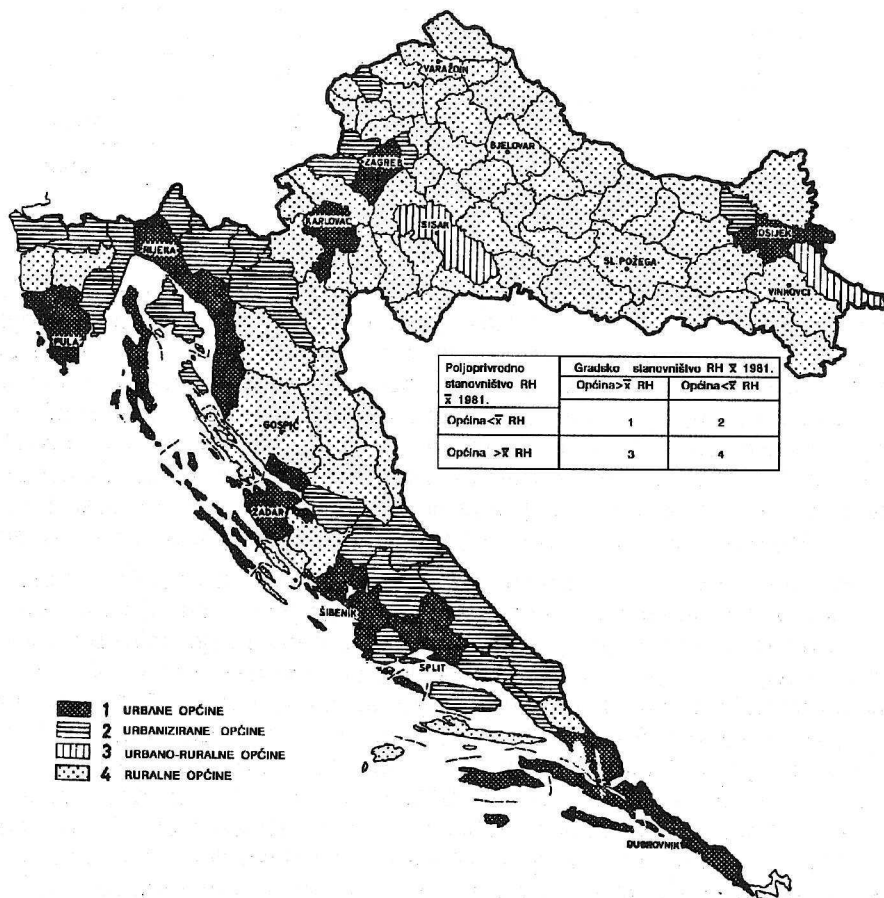 VARAŽDIN
BJELOVAR
ZAGREB
KARLOVAC
SISAK
RIJEKA
OSIJEK
SL. POŽEGA
VINKOVCI
PULA
Poljoprivredno
stanovništvo RH
x̄ 1981.
Gradsko stanovništvo RH x̄ 1981.
Općina>x̄ RH
Općina<x̄ RH
Općina<x̄ RH
1
2
Općina >x̄ RH
3
4
GOSPIĆ
ZADAR
ŠIBENIK
SPLIT
1 URBANE OPĆINE
2 URBANIZIRANE OPĆINE
3 URBANO-RURALNE OPĆINE
4 RURALNE OPĆINE
DUBROVNIK